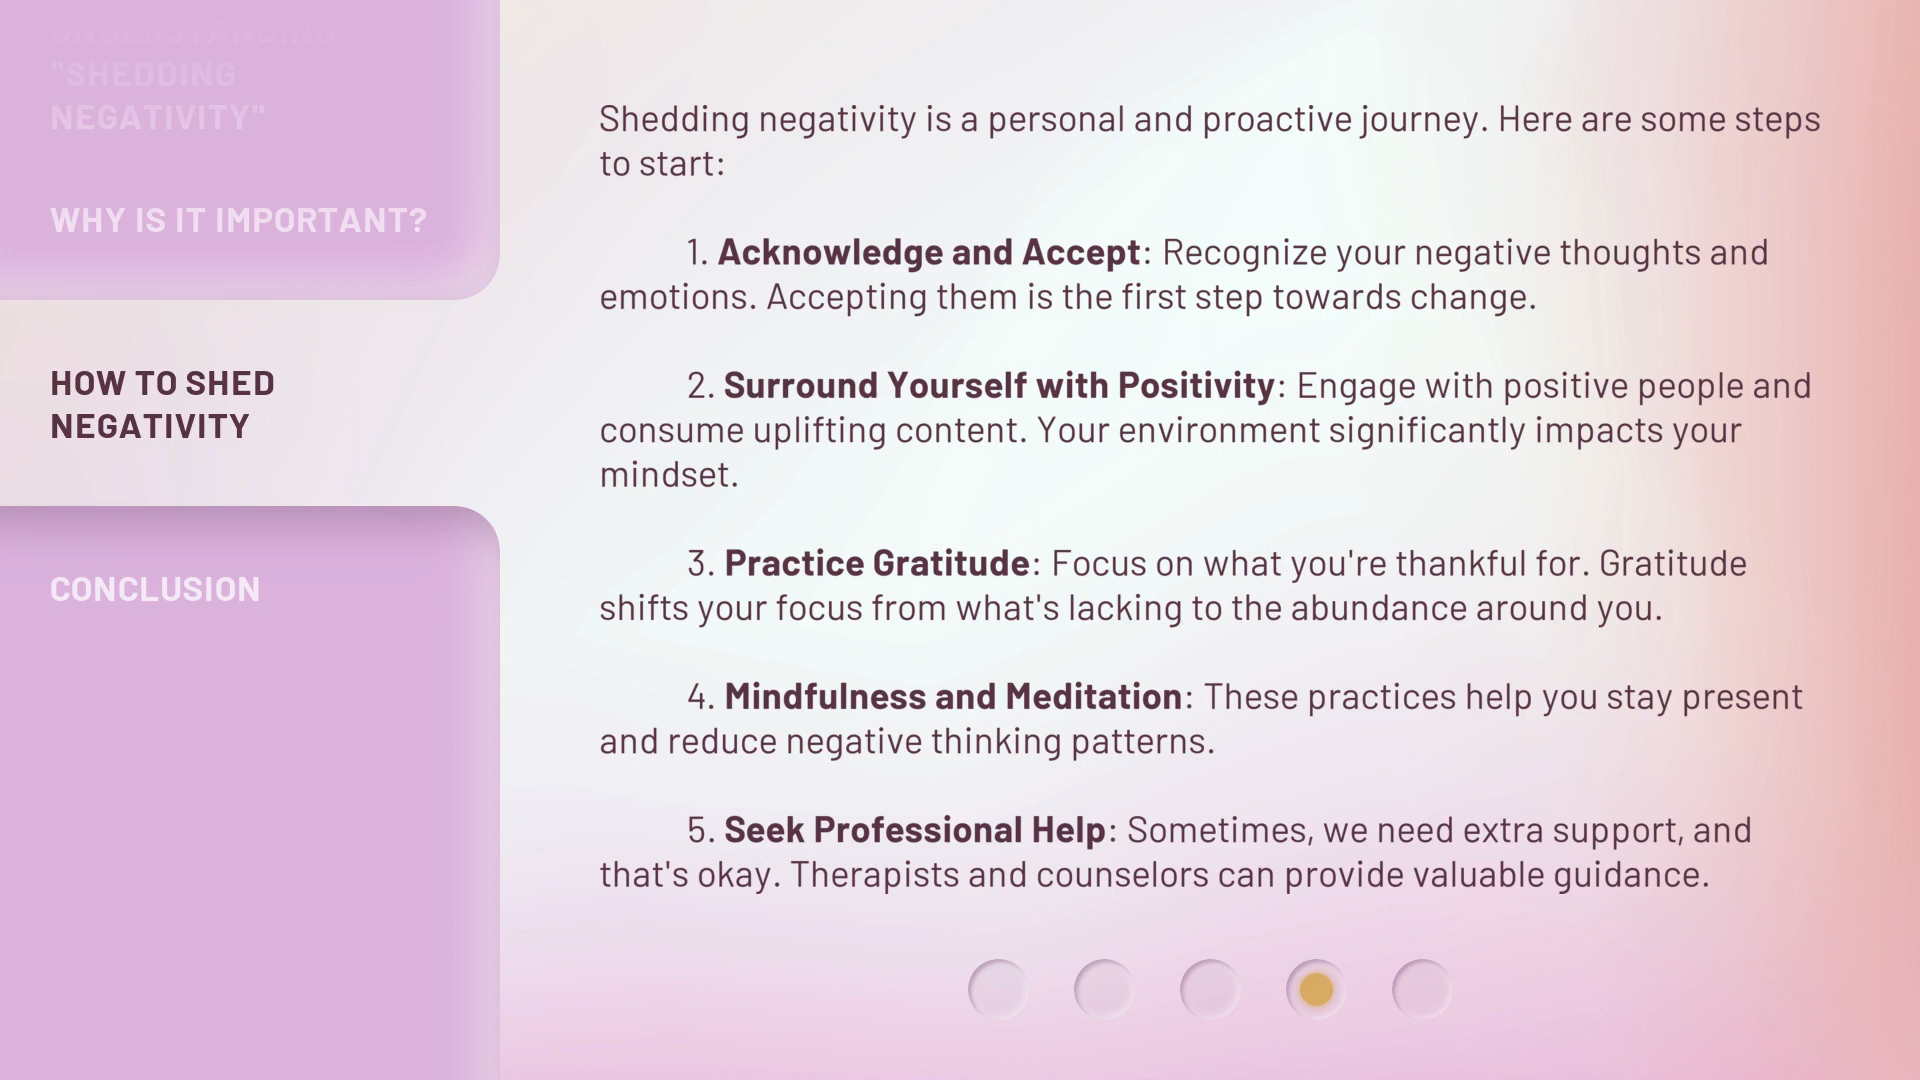 UNDERSTANDING
"SHEDDING
NEGATIVITY"
WHY IS IT IMPORTANT?
HOW TO SHED
NEGATIVITY
CONCLUSION
Shedding negativity is a personal and proactive journey. Here are some steps
to start:
1. Acknowledge and Accept: Recognize your negative thoughts and
emotions. Accepting them is the first step towards change.
2. Surround Yourself with Positivity: Engage with positive people and
consume uplifting content. Your environment significantly impacts your
mindset.
3. Practice Gratitude: Focus on what you're thankful for. Gratitude
shifts your focus from what's lacking to the abundance around you.
4. Mindfulness and Meditation: These practices help you stay present
and reduce negative thinking patterns.
5. Seek Professional Help: Sometimes, we need extra support, and
that's okay. Therapists and counselors can provide valuable guidance.